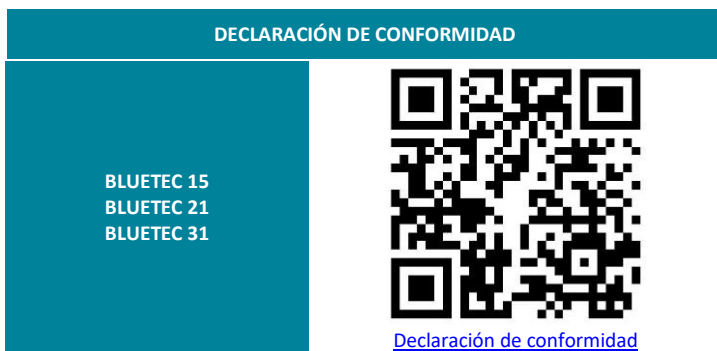 DECLARACIÓN DE CONFORMIDAD
BLUETEC 15
BLUETEC 21
BLUETEC 31
Declaración de conformidad